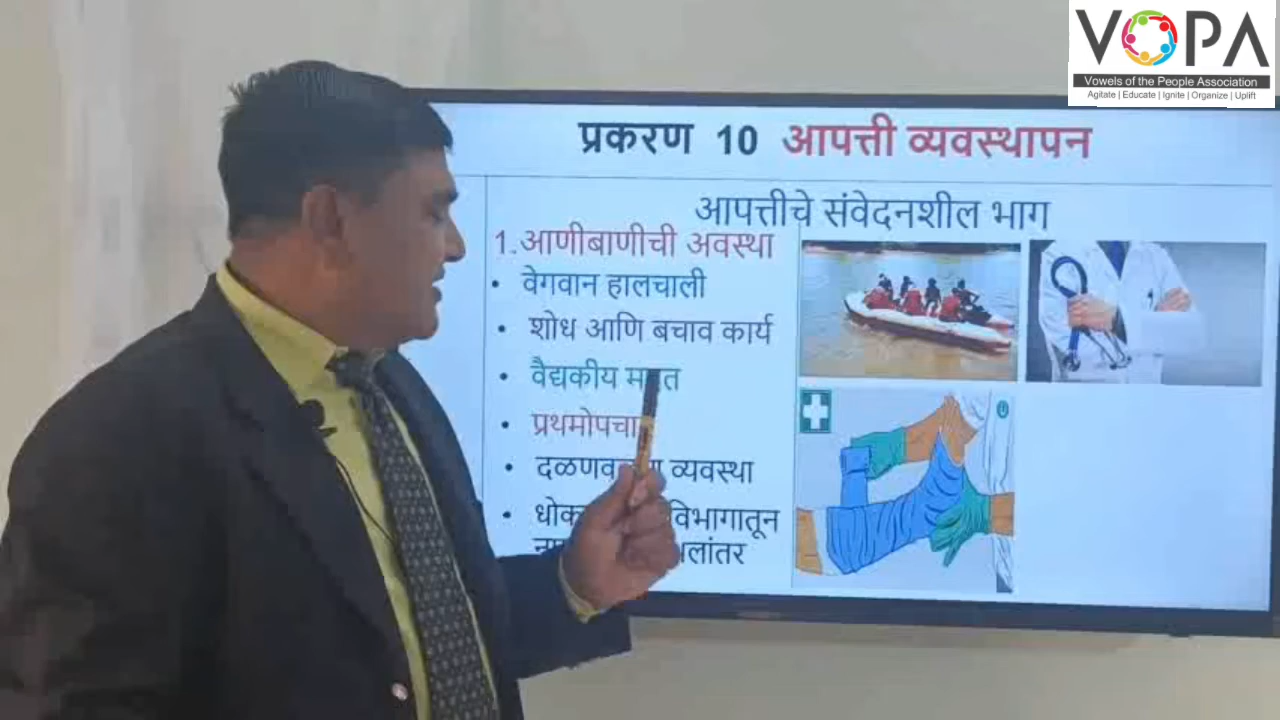 VOPA
Vowels of the People Association
Agitate | Educate | Ignite | Organize | Uplift
प्रकरण 10 आपत्ती व्यवस्थापन
आपत्तीचे संवेदनशील भाग
1. आणीबाणीची अवस्था
• वेगवान हालचाली
• शोध आणि बचाव कार्य
• वैद्यकीय
• दळणवळण व्यवस्था